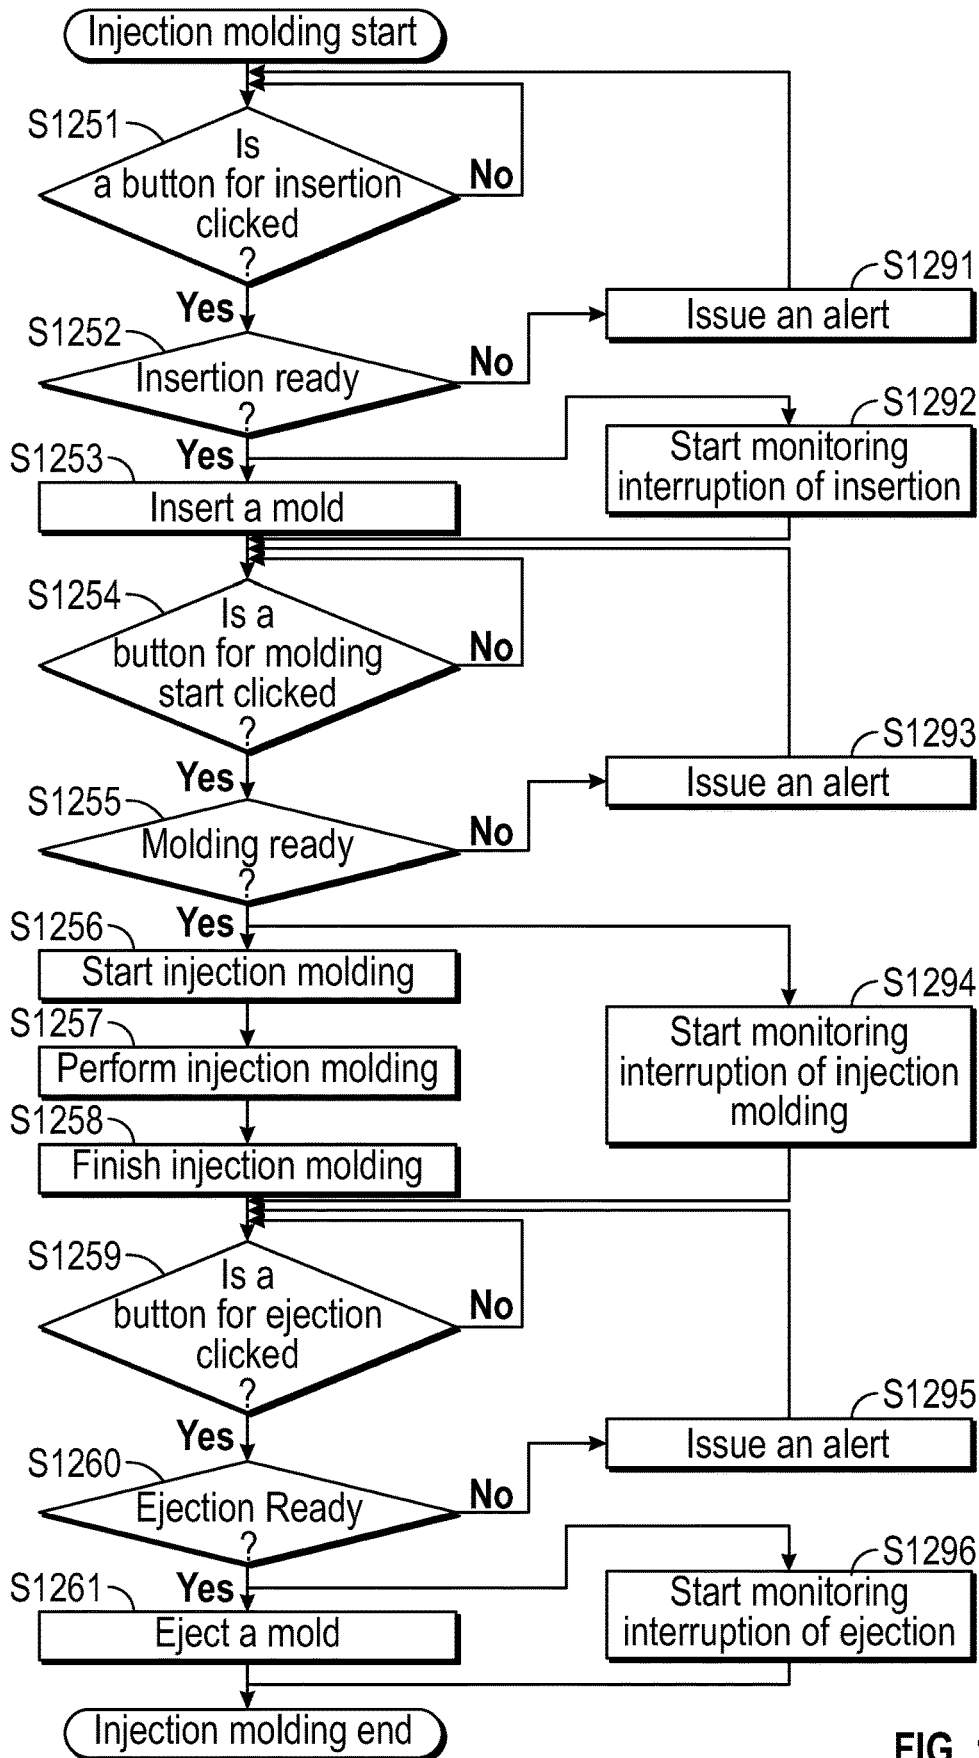 Injection molding start
S1251
Is
a button for insertion
clicked
?
No
Yes
S1291
Issue an alert
S1252
Insertion ready
?
No
Yes
S1292
Start monitoring
interruption of insertion
S1253
Insert a mold
S1254
Is a
button for molding
start clicked
?
No
Yes
S1293
Issue an alert
S1255
Molding ready
?
No
Yes
S1256
Start injection molding
S1294
Start monitoring
interruption of injection
molding
S1257
Perform injection molding
S1258
Finish injection molding
S1259
Is a
button for ejection
clicked
?
No
Yes
S1295
Issue an alert
S1260
Ejection Ready
?
No
Yes
S1296
Start monitoring
interruption of ejection
S1261
Eject a mold
Injection molding end
FIG.